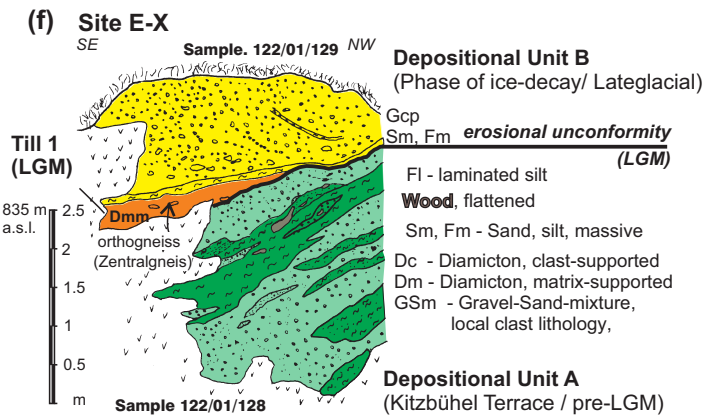 (f) Site E-X
SE Sample. 122/01/129 NW
Depositional Unit B
(Phase of ice-decay/ Lateglacial)
Gcp
Sm, Fm erosional unconformity
(LGM)
Till 1
(LGM)
Fl - laminated silt
Wood, flattened
Sm, Fm - Sand, silt, massive
Dc - Diamicton, clast-supported
Dm - Diamicton, matrix-supported
GSm - Gravel-Sand-mixture,
local clast lithology,
835 m
a.s.l.
2.5
2
1.5
1
0.5
m
Dmm
orthogneiss
(Zentralgneis)
Sample 122/01/128
Depositional Unit A
(Kitzbühel Terrace / pre-LGM)